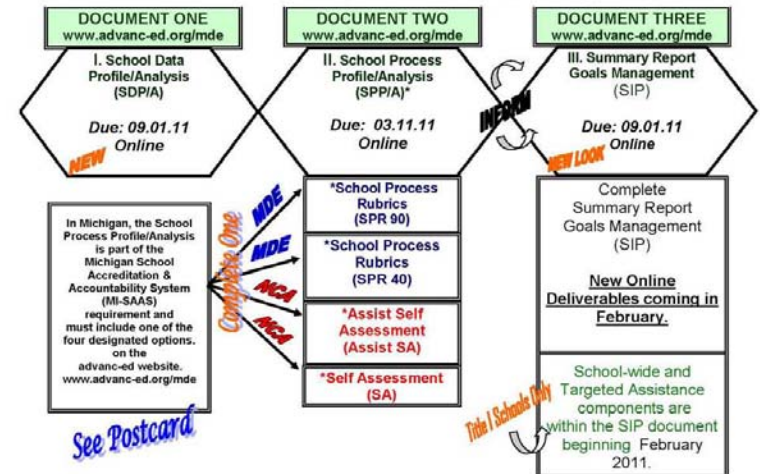 DOCUMENT ONE
www.advanc-ed.org/mde
I. School Data
Profile/Analysis
(SDP/A)
Due: 09.01.11
Online
NEW
DOCUMENT TWO
www.advanc-ed.org/mde
II. School Process
Profile/Analysis
(SPP/A)*
Due: 03.11.11
Online
INFORM
DOCUMENT THREE
www.advanc-ed.org/mde
III. Summary Report
Goals Management
(SIP)
Due: 09.01.11
Online
NEW LOOK
In Michigan, the School
Process Profile/Analysis
is part of the
Michigan School
Accreditation &
Accountability System
(MI-SAAS)
requirement and
must include one of the
four designated options.
on the
advanc-ed website.
www.advanc-ed.org/mde
See Postcard
Complete One
MDE
MDE
NCA
NCA
*School Process
Rubrics
(SPR 90)
*School Process
Rubrics
(SPR 40)
*Assist Self
Assessment
(Assist SA)
*Self Assessment
(SA)
Complete
Summary Report
Goals Management
(SIP)
New Online
Deliverables coming in
February.
Title I Schools Only
School-wide and
Targeted Assistance
components are
within the SIP document
beginning February
2011.